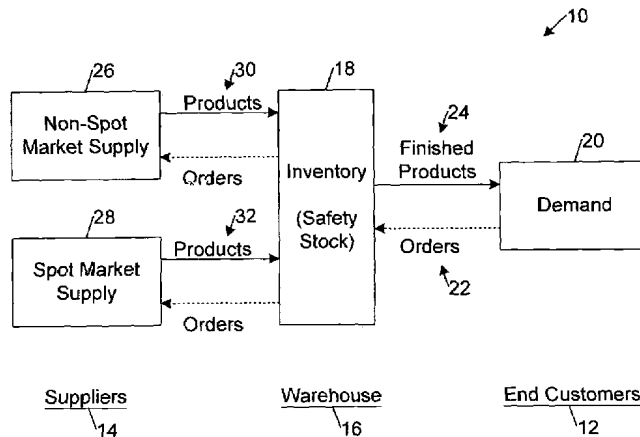 10
26
30
18
Non-Spot
Market Supply
Products
Orders
24
Finished
Products
20
Inventory
(Safety
Stock)
Demand
28
32
Spot Market
Supply
Products
Orders
Orders
22
Suppliers
Warehouse
End Customers
14
16
12